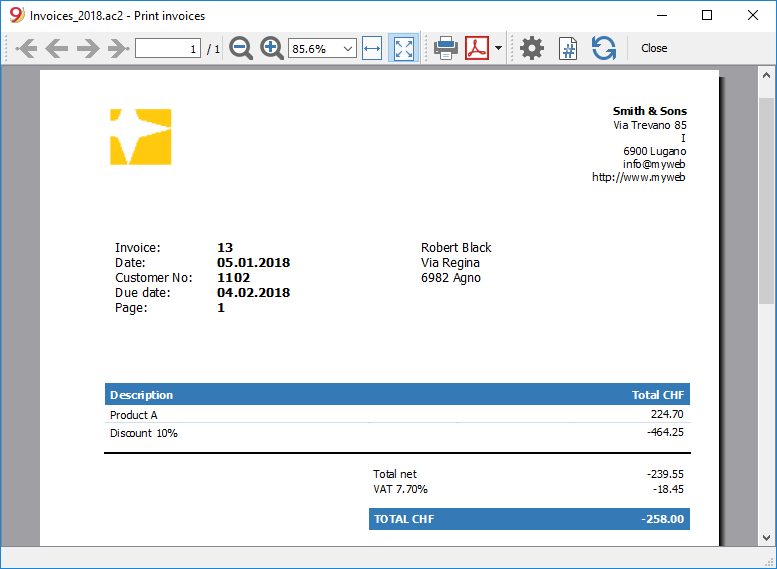 Invoices_2018.ac2 - Print invoices
1 / 1 85.6% Close
Smith & Sons
Via Trevano 85
I
6900 Lugano
info@myweb
http://www.myweb
Invoice: 13
Date: 05.01.2018
Customer No: 1102
Due date: 04.02.2018
Page: 1
Robert Black
Via Regina
6982 Agno
Description Total CHF
Product A 224.70
Discount 10% -464.25
Total net -239.55
VAT 7.70% -18.45
TOTAL CHF -258.00